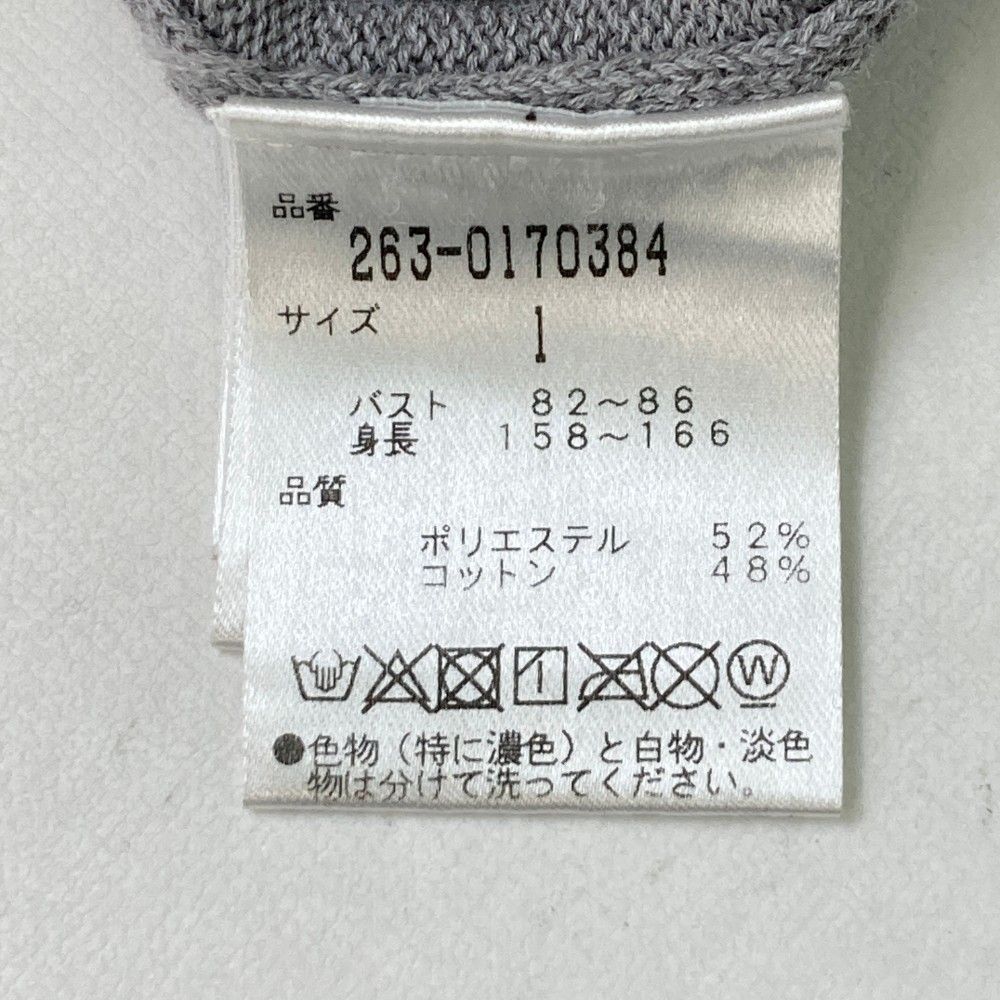 品番
263-0170384
サイズ 1
バスト 82～86
身長 158～166
品質
ポリエステル 52%
コットン 48%
W
●色物（特に濃色）と白物・淡色
物は分けて洗ってください。